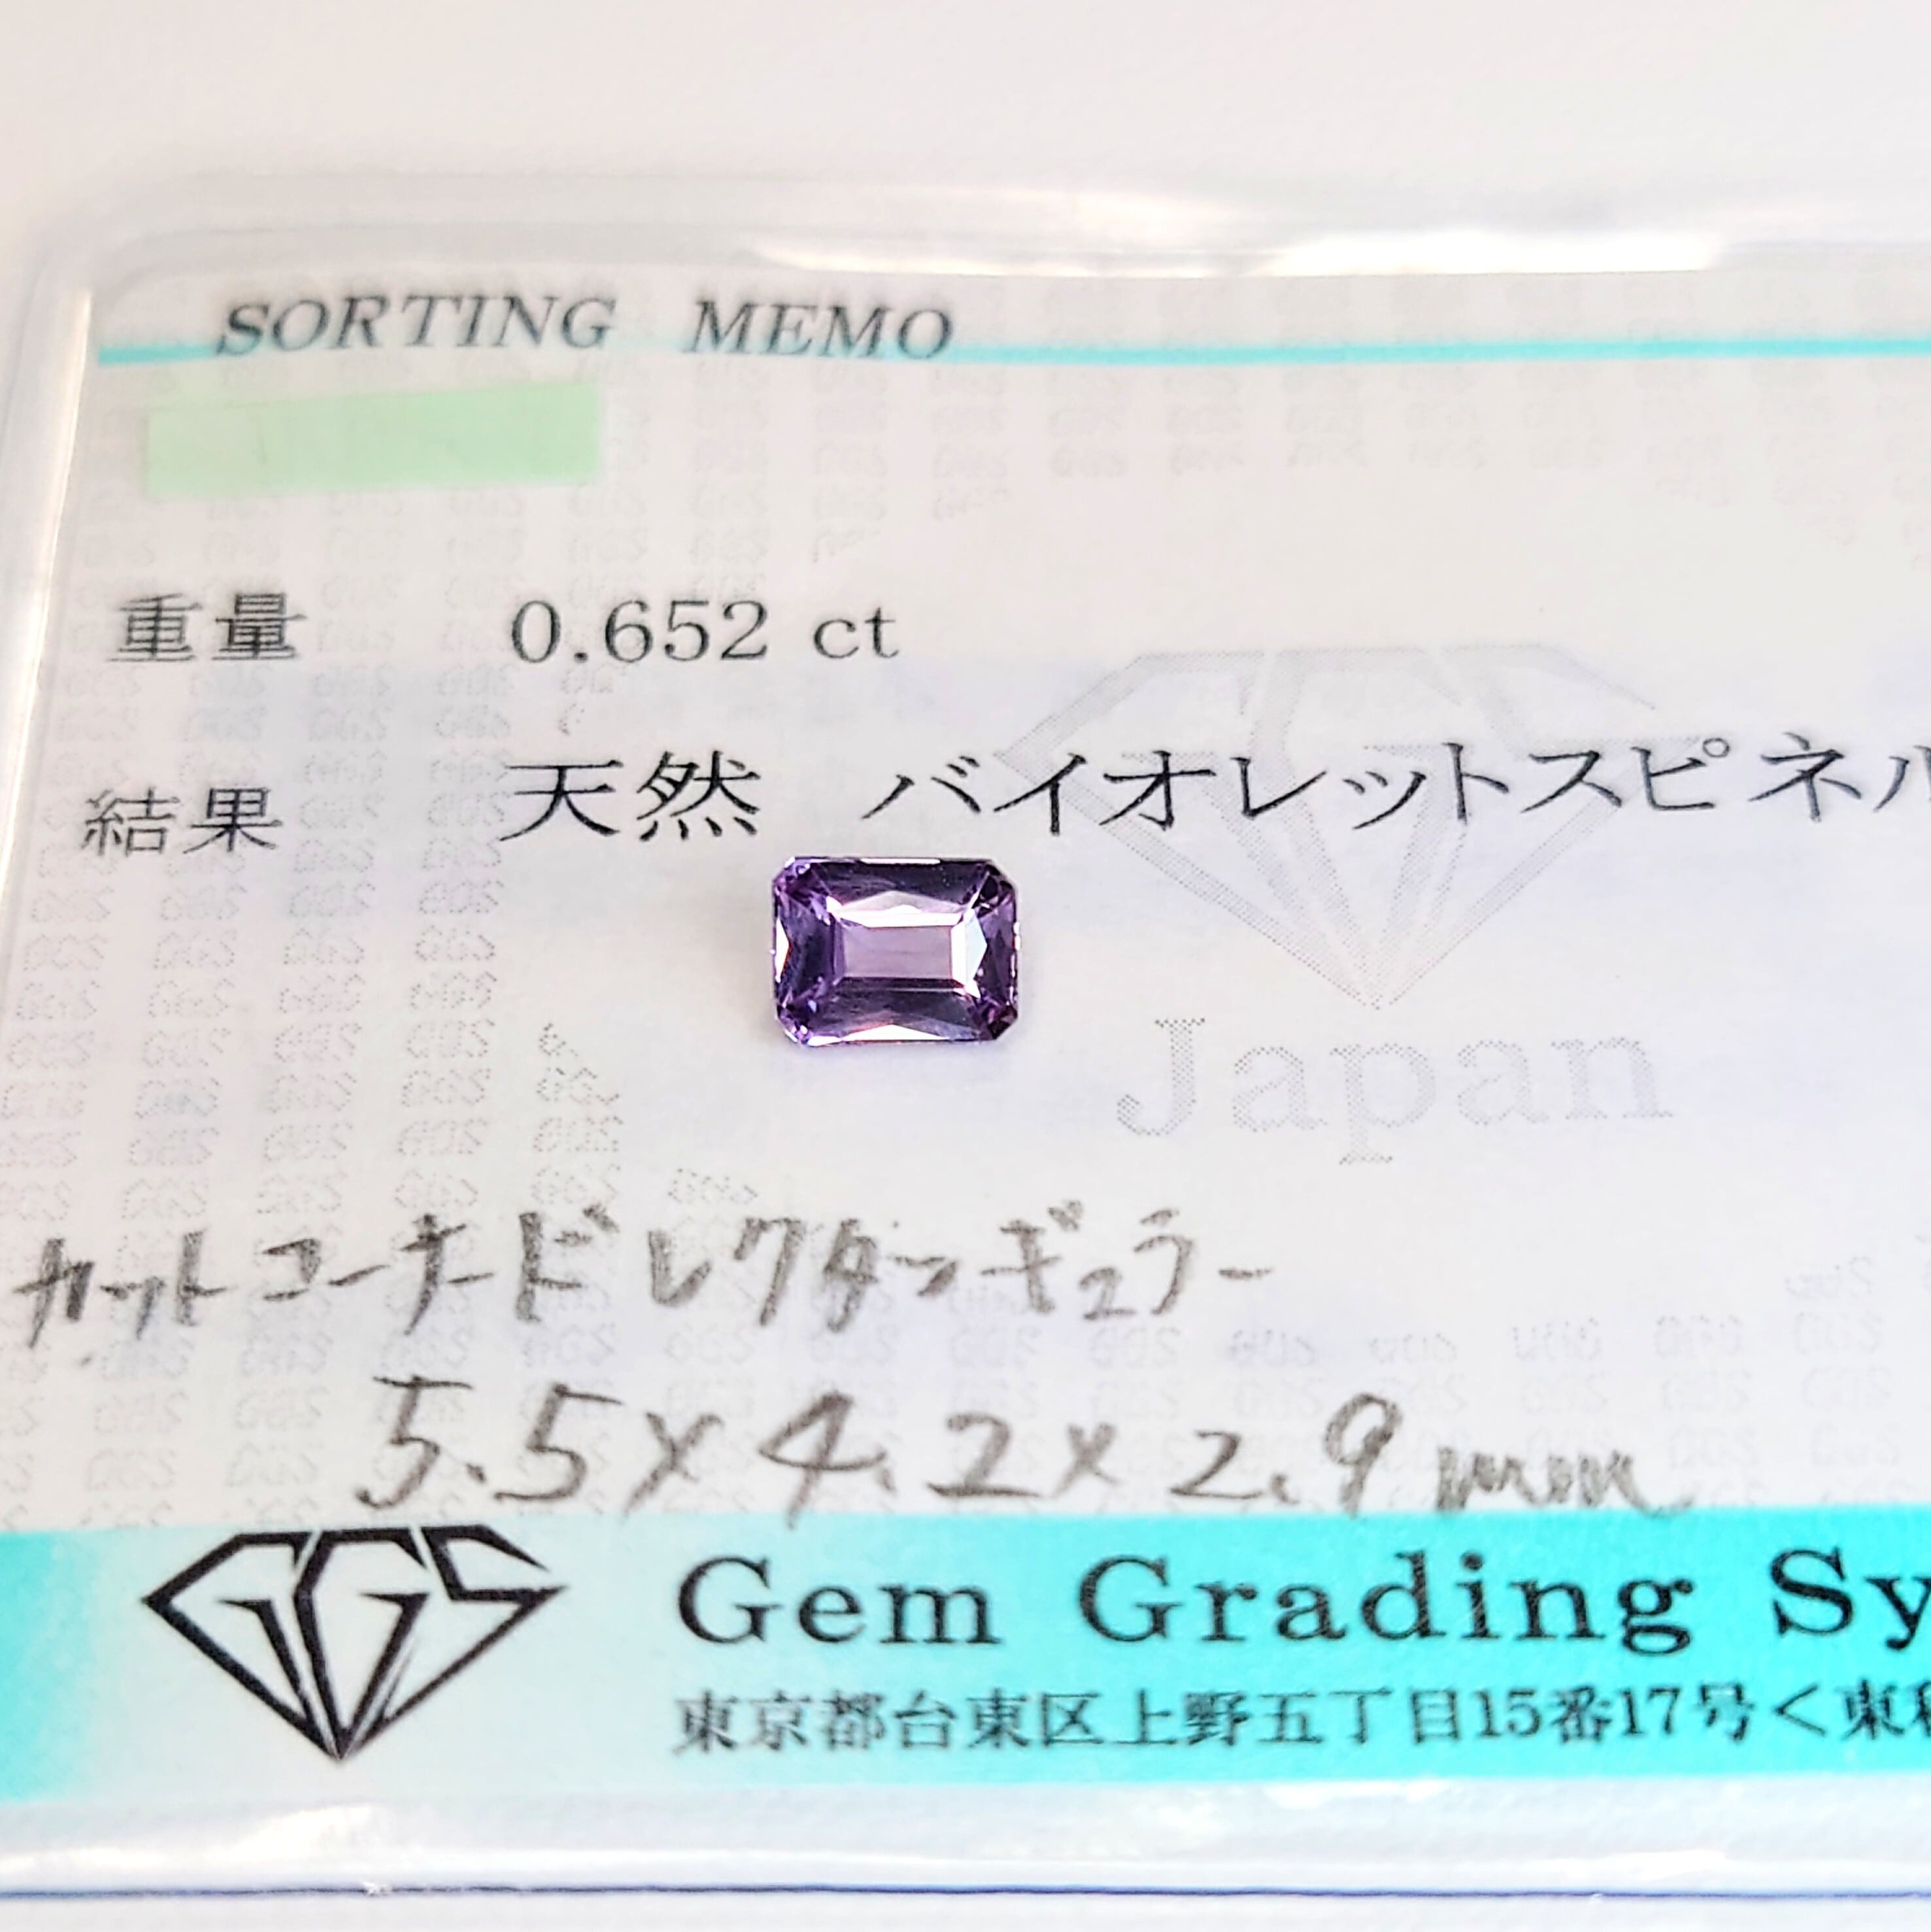 SORTING MEMO
重量 0.652 ct
結果 天然 バイオレットスピネル
Japan
カットコーナード レクタンギュラー
5.5×4.2×2.9mm
GGS
Gem Grading Sy
東京都台東区上野五丁目15番17号<東